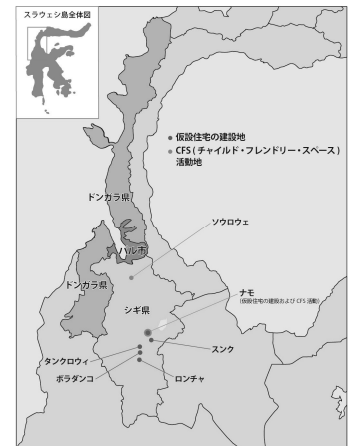 スラウェシ島全体図
仮設住宅の建設地
CFS ( チャイルド・フレンドリー・スペース )
活動地
ドンガラ県
ソウロウェ
パル市
ドンガラ県
シギ県
ナモ
(仮設住宅の建設および CFS 活動)
スンク
タンクロウィ
ボラダンコ
ロンチャ